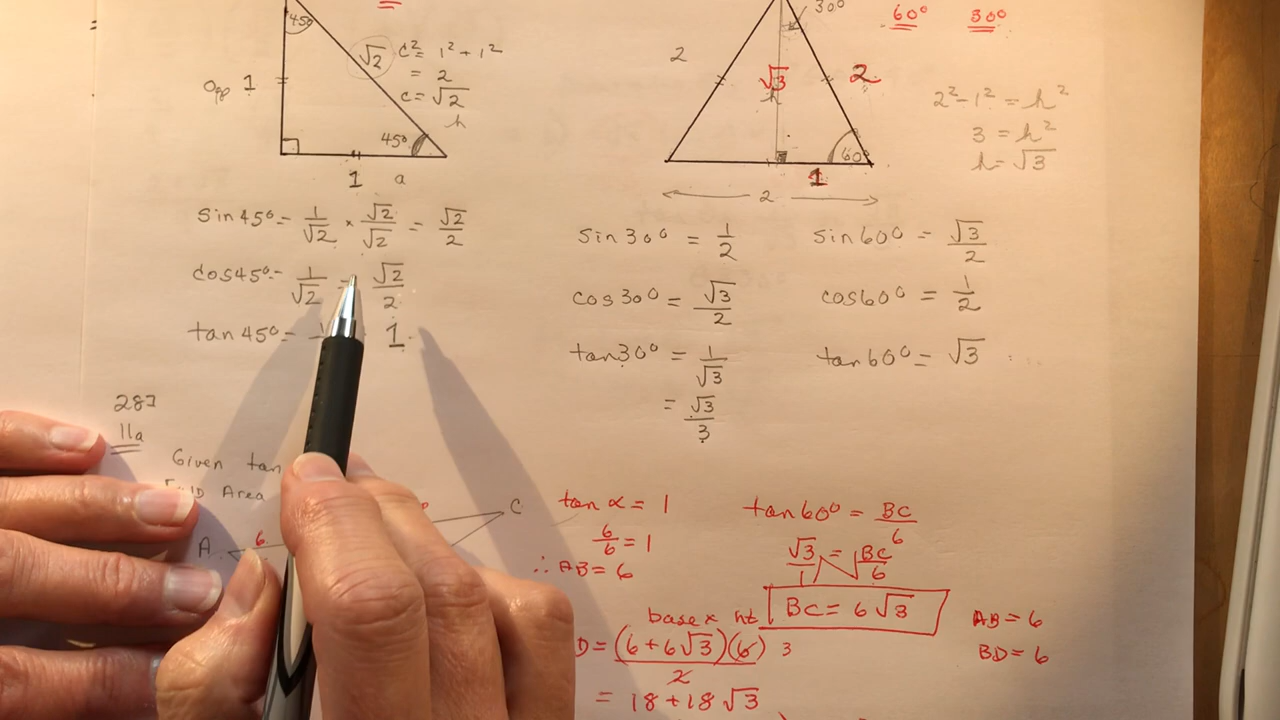 45°
√2
c² = 1² + 1²
= 2
c = √2
h
opp 1
45°
1 a
sin 45° = 1/√2 × √2/√2 = √2/2
cos 45° = 1/√2 = √2/2
tan 45° = 1
30°
60° 30°
2
√3
h
2
60°
1
2
2² - 1² = h²
3 = h²
h = √3
sin 30° = 1/2
cos 30° = √3/2
tan 30° = 1/√3
= √3/3
sin 60° = √3/2
cos 60° = 1/2
tan 60° = √3
287
11a
Given tan
Area
A 6 C
tan α = 1
6/6 = 1
∴ AB = 6
tan 60° = BC/6
√3/1 = BC/6
BC = 6√3
AB = 6
BD = 6
base × ht
D = (6 + 6√3)(6)/2 3
= 18 + 18√3